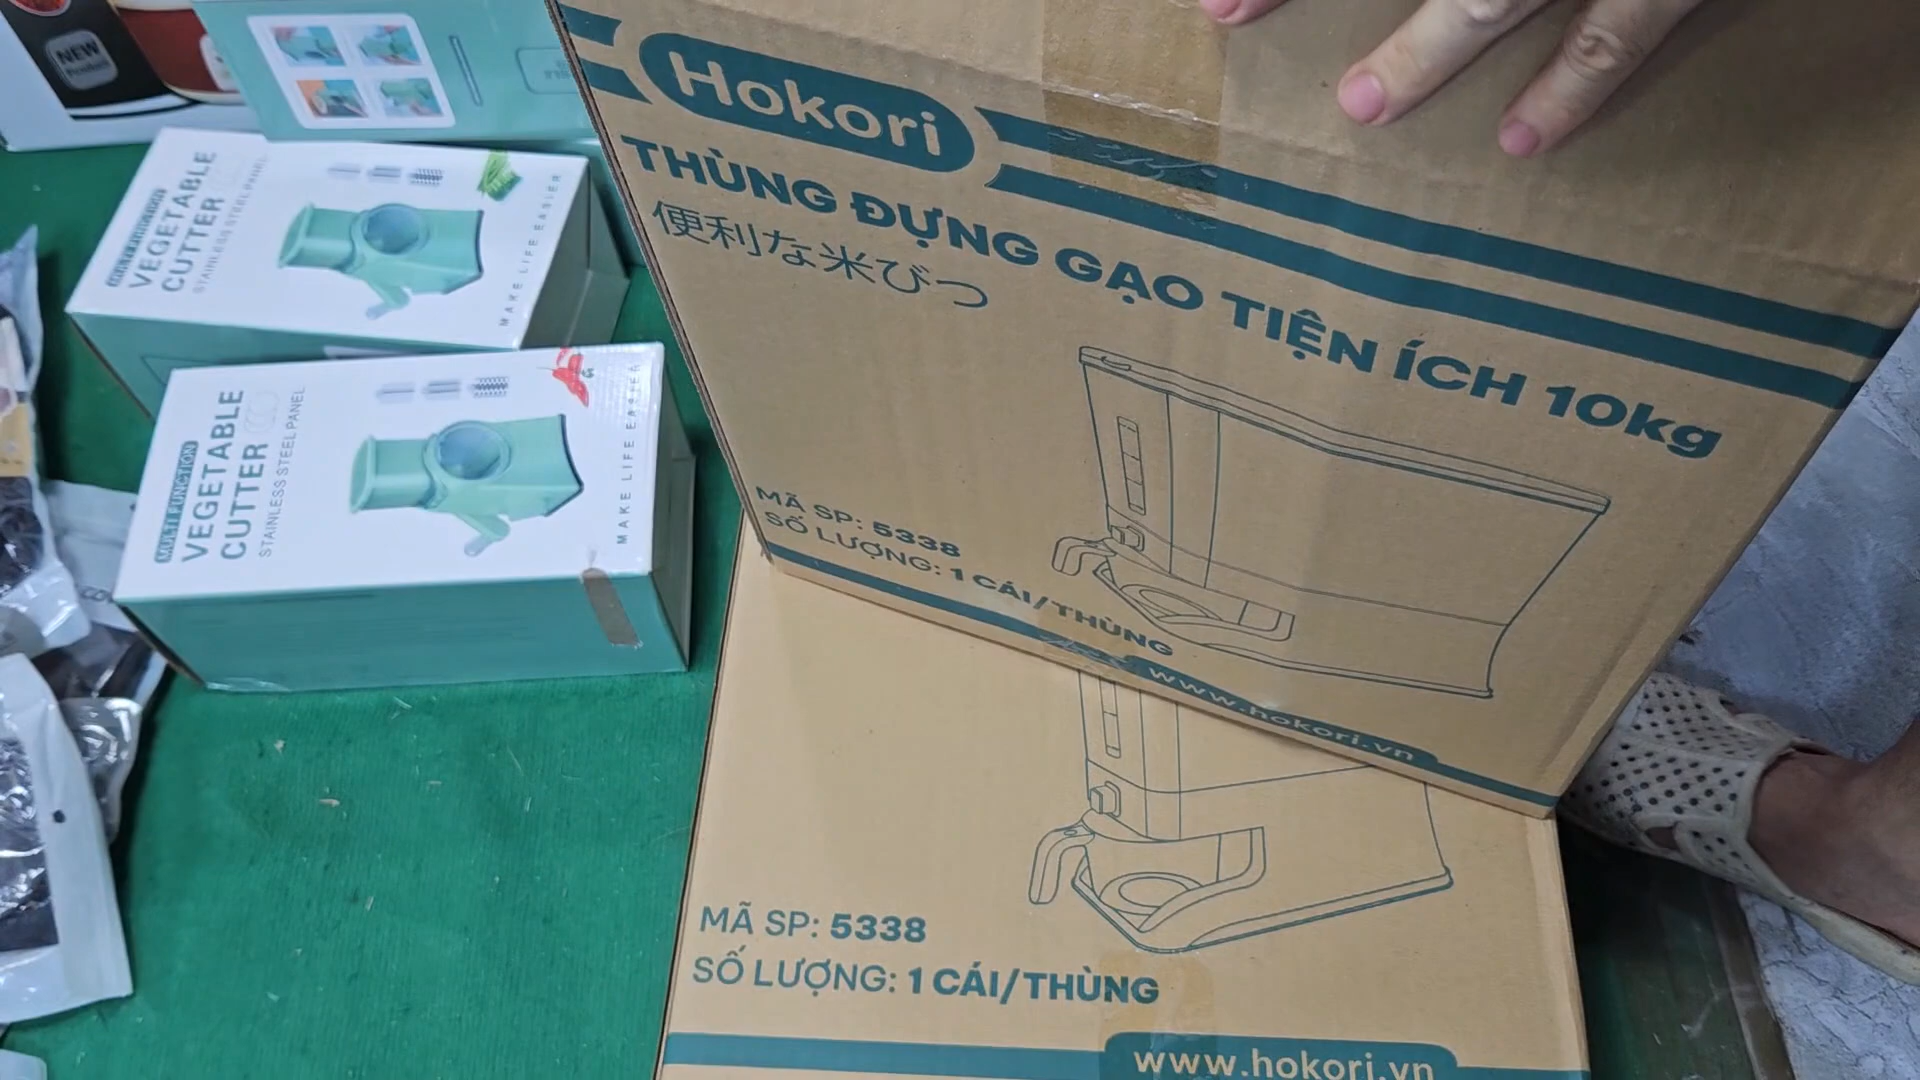 NEW
Product
VEGETABLE
CUTTER
STAINLESS STEEL PANEL
MAKE LIFE EASIER
MULTI FUNCTION
VEGETABLE
CUTTER
STAINLESS STEEL PANEL
MAKE LIFE EASIER
Hokori
THÙNG ĐỰNG GẠO TIỆN ÍCH 10kg
便利な米びつ
MÃ SP: 5338
SỐ LƯỢNG: 1 CÁI/THÙNG
www.hokori.vn
MÃ SP: 5338
SỐ LƯỢNG: 1 CÁI/THÙNG
www.hokori.vn